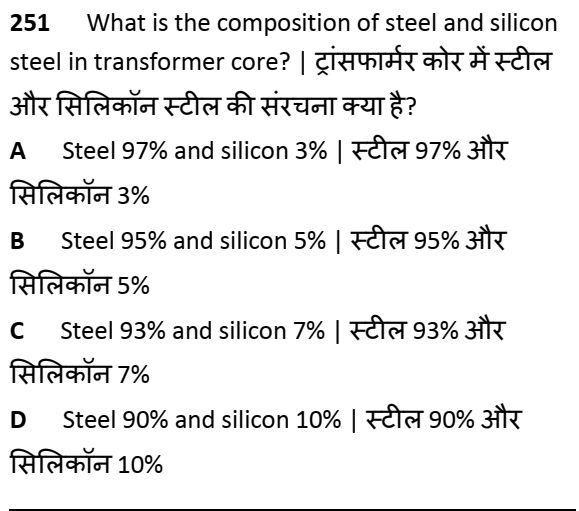 251 What is the composition of steel and silicon
steel in transformer core? | ट्रांसफार्मर कोर में स्टील
और सिलिकॉन स्टील की संरचना क्या है?
A Steel 97% and silicon 3% | स्टील 97% और
सिलिकॉन 3%
B Steel 95% and silicon 5% | स्टील 95% और
सिलिकॉन 5%
C Steel 93% and silicon 7% | स्टील 93% और
सिलिकॉन 7%
D Steel 90% and silicon 10% | स्टील 90% और
सिलिकॉन 10%